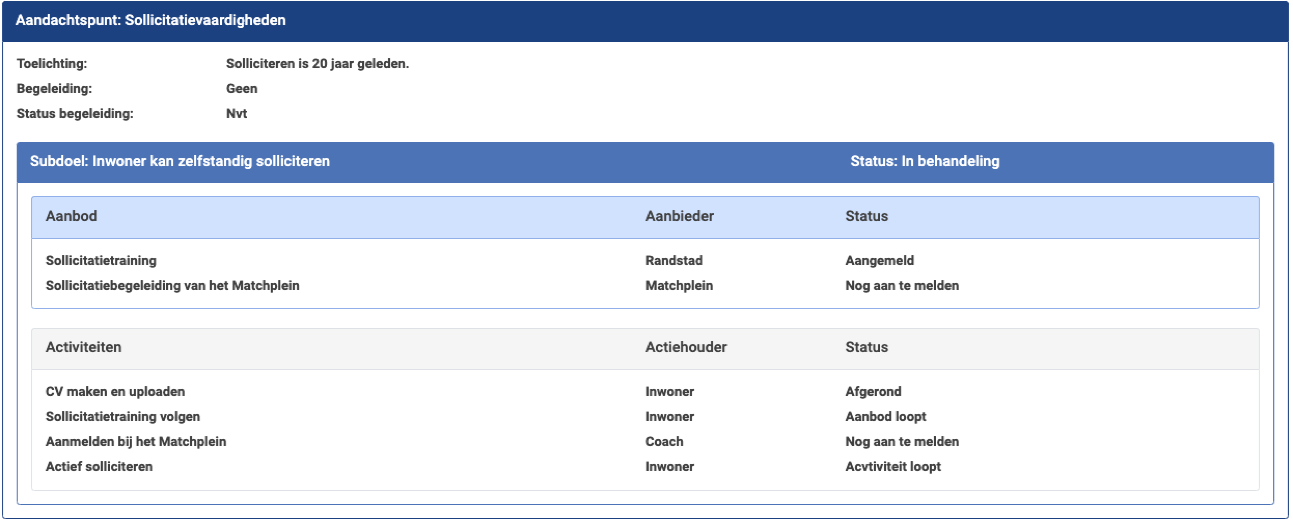 Aandachtspunt: Sollicitatievaardigheden
Toelichting: Solliciteren is 20 jaar geleden.
Begeleiding: Geen
Status begeleiding: Nvt
Subdoel: Inwoner kan zelfstandig solliciteren Status: In behandeling
Aanbod Aanbieder Status
Sollicitatietraining Randstad Aangemeld
Sollicitatiebegeleiding van het Matchplein Matchplein Nog aan te melden
Activiteiten Actiehouder Status
CV maken en uploaden Inwoner Afgerond
Sollicitatietraining volgen Inwoner Aanbod loopt
Aanmelden bij het Matchplein Coach Nog aan te melden
Actief solliciteren Inwoner Acvtiviteit loopt